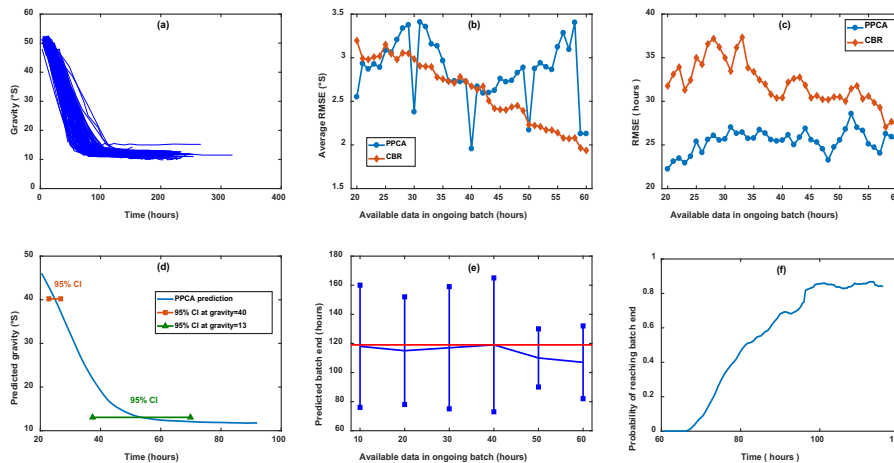 (a)
Gravity (°S)
60
50
40
30
20
10
0
0 100 200 300 400
Time (hours)
(b)
Average RMSE (°S)
3.5
3
2.5
2
1.5
PPCA
CBR
20 25 30 35 40 45 50 55 60
Available data in ongoing batch (hours)
(c)
RMSE (hours )
40
35
30
25
20
PPCA
CBR
20 25 30 35 40 45 50 55
Available data in ongoing batch (hours)
(d)
Predicted gravity (°S)
50
40
30
20
10
95% CI
PPCA prediction
95% CI at gravity=40
95% CI at gravity=13
95% CI
20 40 60 80 100
Time (hours)
(e)
Predicted batch end (hours)
180
160
140
120
100
80
60
10 20 30 40 50 60
Available data in ongoing batch (hours)
(f)
Probability of reaching batch end
1
0.8
0.6
0.4
0.2
0
60 80 100
Time ( hours )